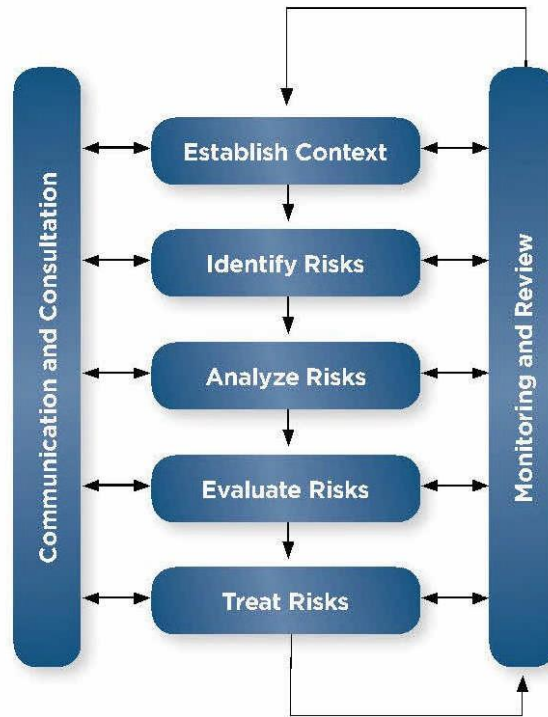 Communication and Consultation
Establish Context
Identify Risks
Analyze Risks
Evaluate Risks
Treat Risks
Monitoring and Review